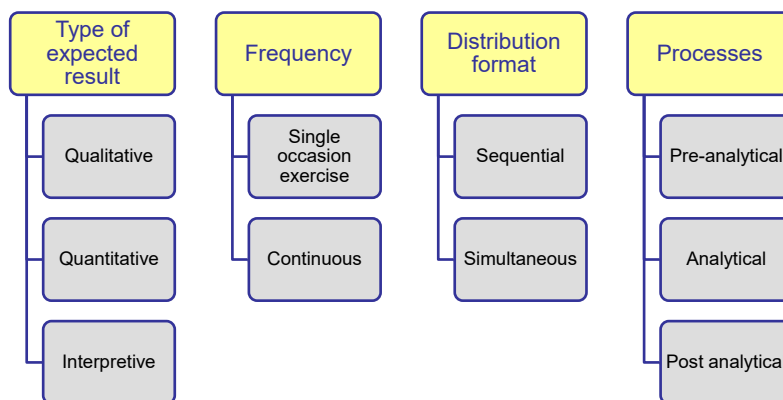 Type of
expected
result
Qualitative
Quantitative
Interpretive
Frequency
Single
occasion
exercise
Continuous
Distribution
format
Sequential
Simultaneous
Processes
Pre-analytical
Analytical
Post analytica